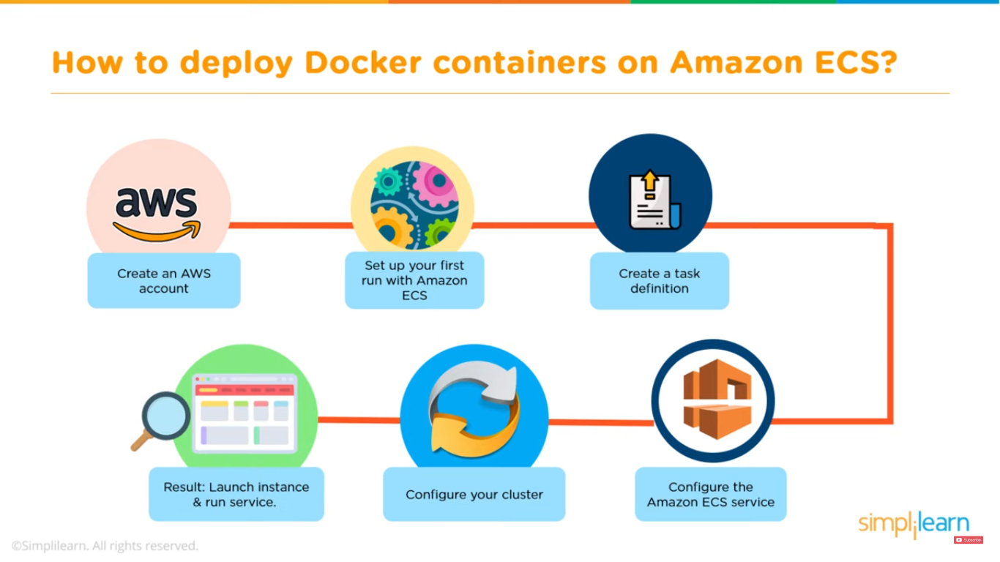 How to deploy Docker containers on Amazon ECS?
aws
Create an AWS
account
Set up your first
run with Amazon
ECS
Create a task
definition
Result: Launch instance
& run service.
Configure your cluster
Configure the
Amazon ECS service
simplilearn
Subscribe
©Simplilearn. All rights reserved.